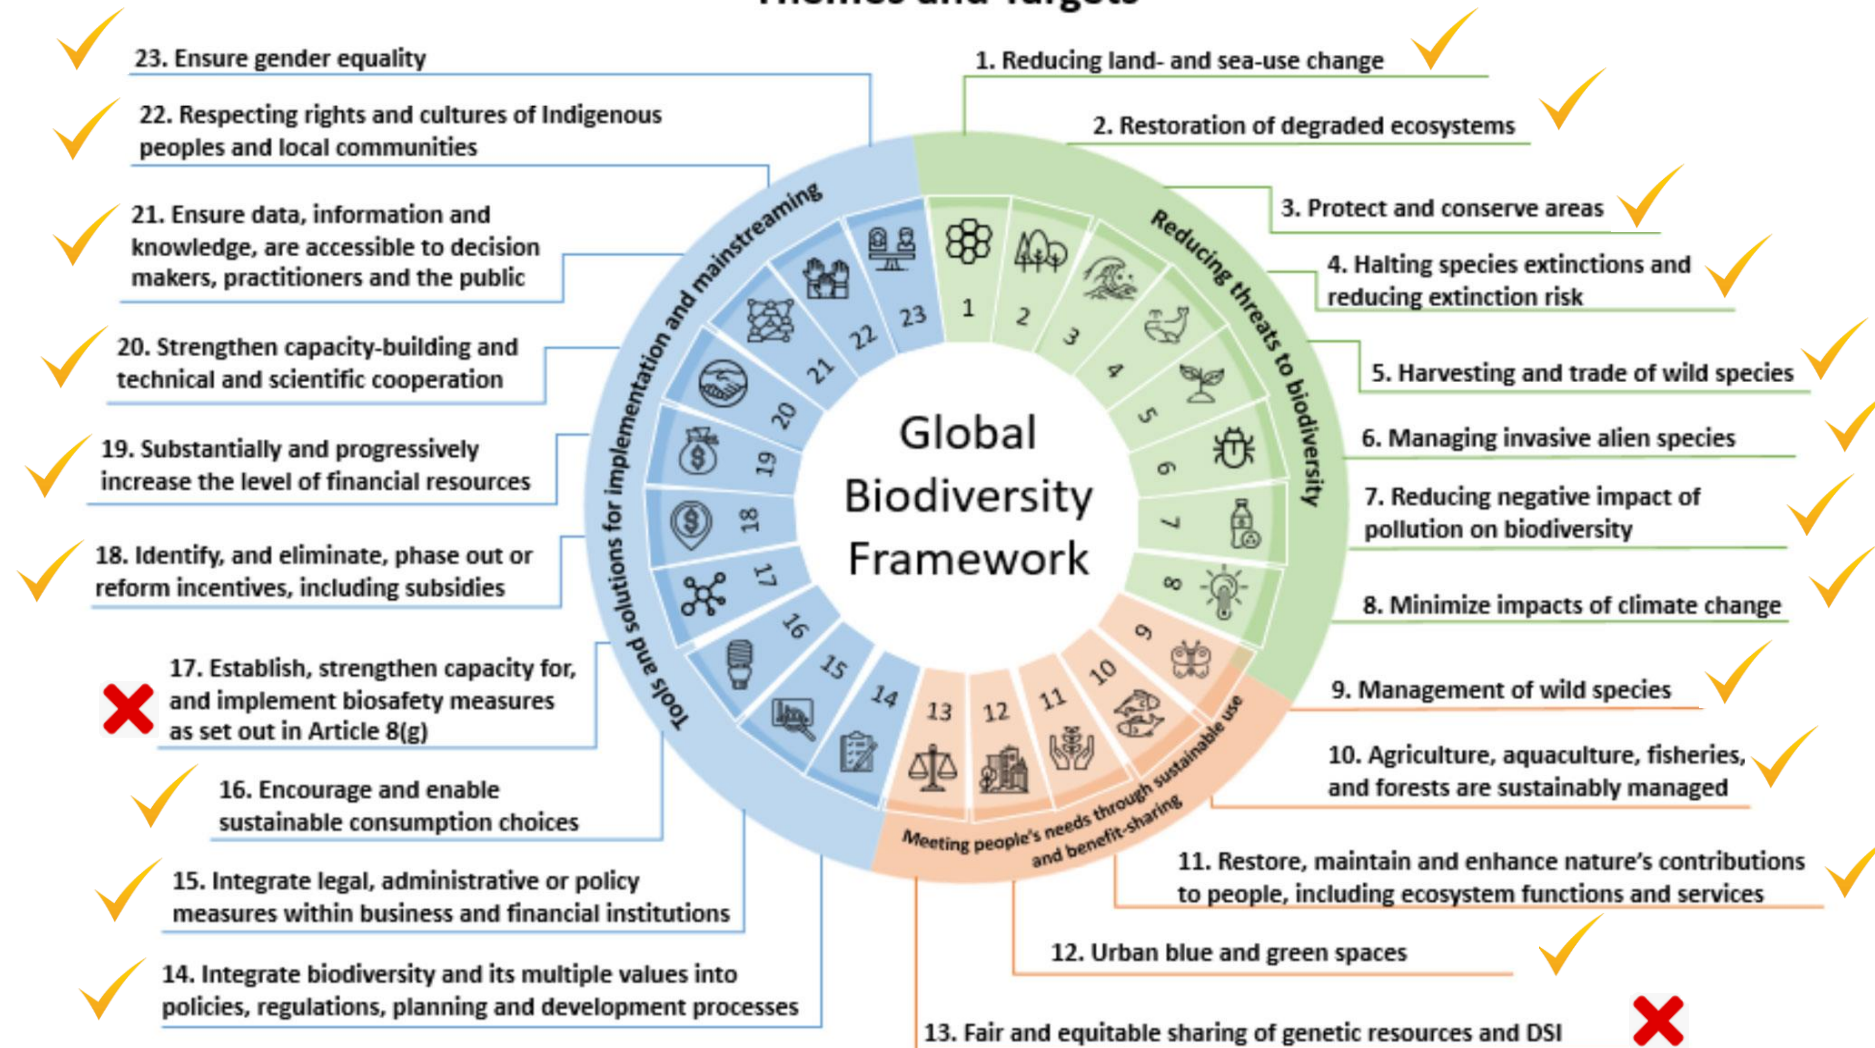 Themes and Targets
23. Ensure gender equality
22. Respecting rights and cultures of Indigenous
peoples and local communities
21. Ensure data, information and
knowledge, are accessible to decision
makers, practitioners and the public
20. Strengthen capacity-building and
technical and scientific cooperation
19. Substantially and progressively
increase the level of financial resources
18. Identify, and eliminate, phase out or
reform incentives, including subsidies
17. Establish, strengthen capacity for,
and implement biosafety measures
as set out in Article 8(g)
16. Encourage and enable
sustainable consumption choices
15. Integrate legal, administrative or policy
measures within business and financial institutions
14. Integrate biodiversity and its multiple values into
policies, regulations, planning and development processes
1. Reducing land- and sea-use change
2. Restoration of degraded ecosystems
3. Protect and conserve areas
4. Halting species extinctions and
reducing extinction risk
5. Harvesting and trade of wild species
6. Managing invasive alien species
7. Reducing negative impact of
pollution on biodiversity
8. Minimize impacts of climate change
9. Management of wild species
10. Agriculture, aquaculture, fisheries,
and forests are sustainably managed
11. Restore, maintain and enhance nature's contributions
to people, including ecosystem functions and services
12. Urban blue and green spaces
13. Fair and equitable sharing of genetic resources and DSI
Tools and solutions for implementation and mainstreaming
Reducing threats to biodiversity
Meeting people's needs through sustainable use
and benefit-sharing
1
2
3
4
5
6
7
8
9
10
11
12
13
14
15
16
17
18
19
20
21
22
23
Global
Biodiversity
Framework